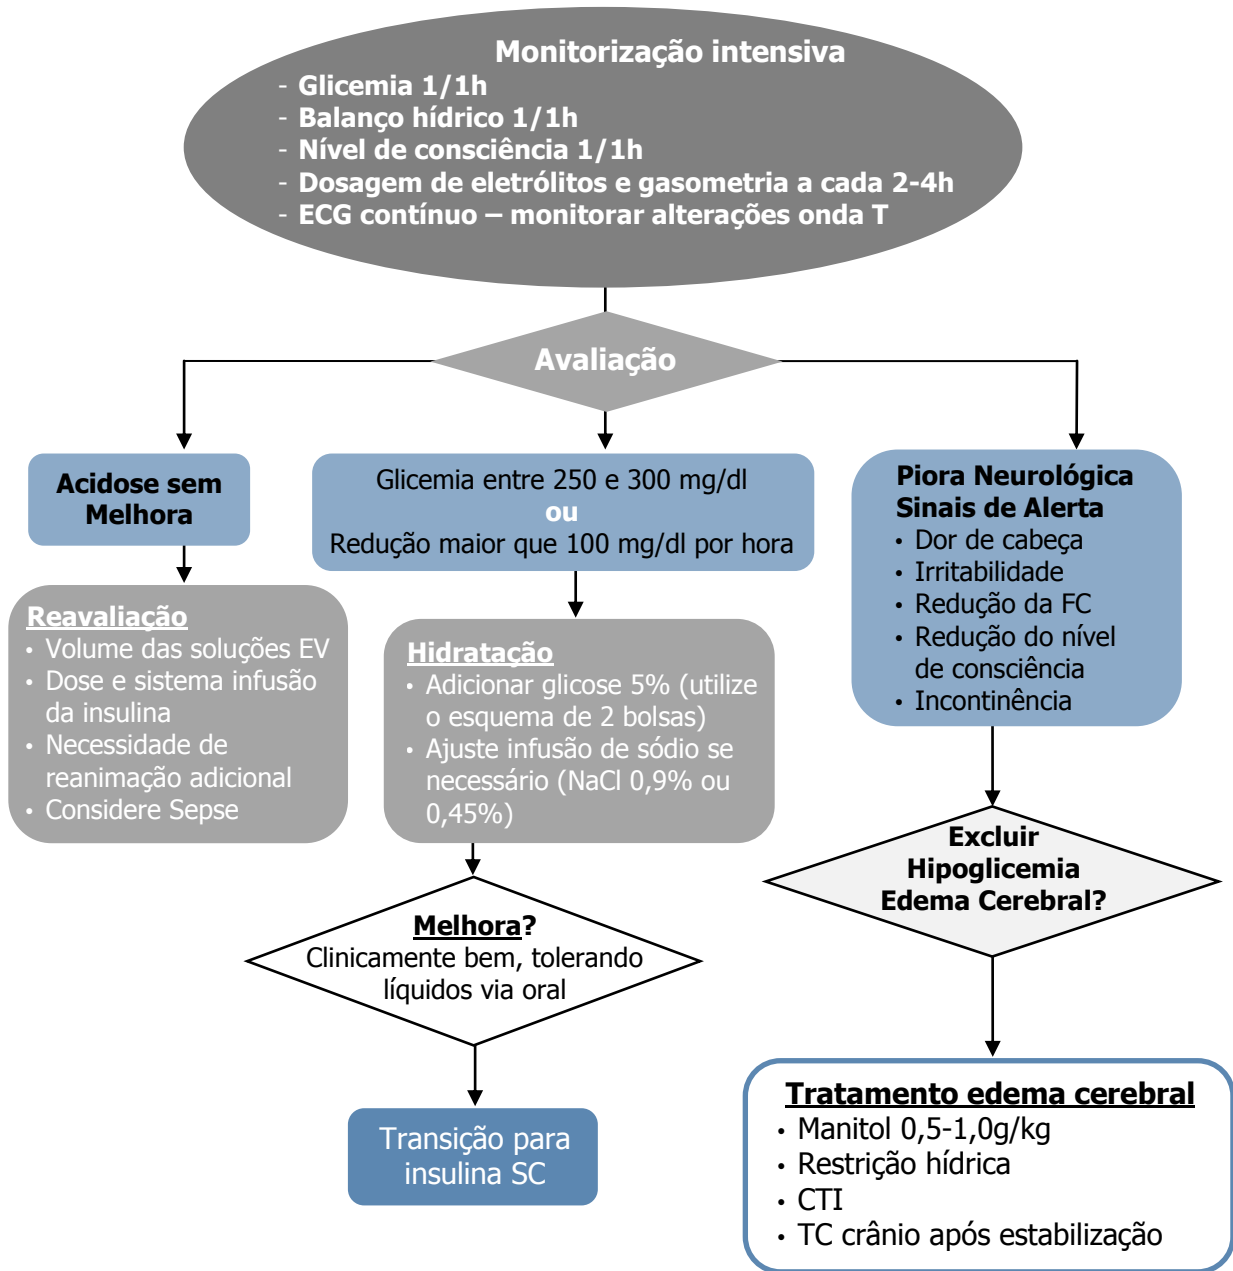 Monitorização intensiva
- Glicemia 1/1h
- Balanço hídrico 1/1h
- Nível de consciência 1/1h
- Dosagem de eletrólitos e gasometria a cada 2-4h
- ECG contínuo – monitorar alterações onda T
Avaliação
Acidose sem
Melhora
Reavaliação
• Volume das soluções EV
• Dose e sistema infusão
da insulina
• Necessidade de
reanimação adicional
• Considere Sepse
Glicemia entre 250 e 300 mg/dl
ou
Redução maior que 100 mg/dl por hora
Hidratação
• Adicionar glicose 5% (utilize
o esquema de 2 bolsas)
• Ajuste infusão de sódio se
necessário (NaCl 0,9% ou
0,45%)
Melhora?
Clinicamente bem, tolerando
líquidos via oral
Transição para
insulina SC
Piora Neurológica
Sinais de Alerta
• Dor de cabeça
• Irritabilidade
• Redução da FC
• Redução do nível
de consciência
• Incontinência
Excluir
Hipoglicemia
Edema Cerebral?
Tratamento edema cerebral
• Manitol 0,5-1,0g/kg
• Restrição hídrica
• CTI
• TC crânio após estabilização